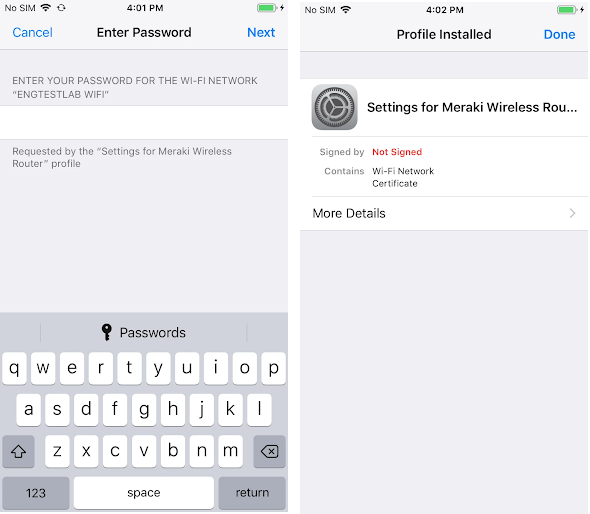 No SIM 4:01 PM
Cancel Enter Password Next
ENTER YOUR PASSWORD FOR THE WI-FI NETWORK
"ENGTESTLAB WIFI"
Requested by the "Settings for Meraki Wireless
Router" profile
Passwords
q w e r t y u i o p
a s d f g h j k l
z x c v b n m
123 space return
No SIM 4:02 PM
Profile Installed Done
Settings for Meraki Wireless Rou...
Signed by Not Signed
Contains Wi-Fi Network
Certificate
More Details